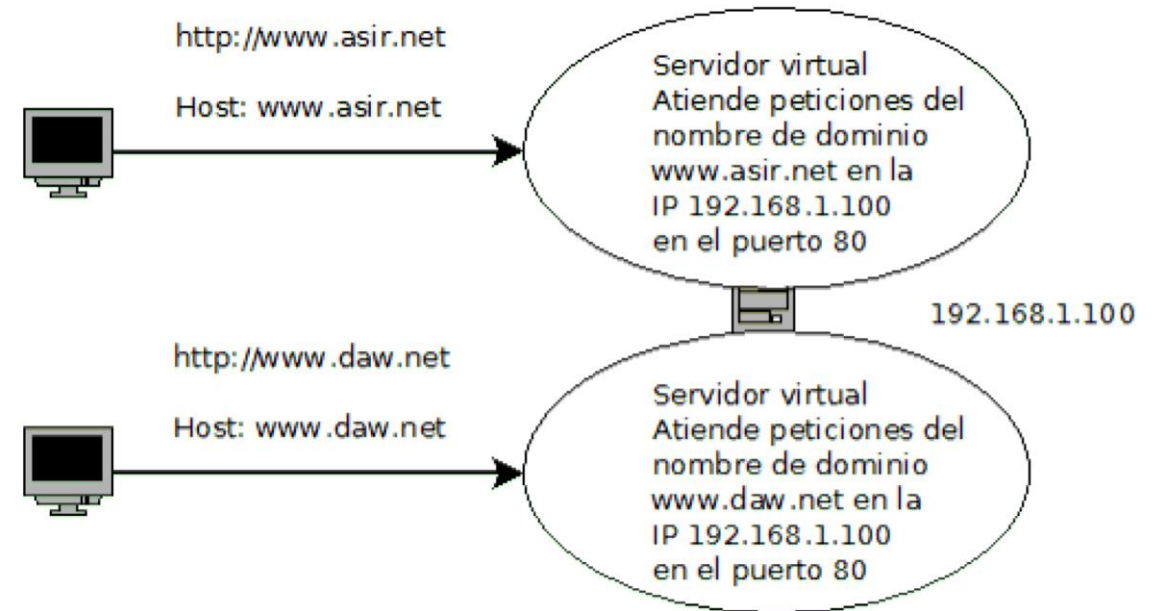 http://www.asir.net
Host: www.asir.net
Servidor virtual
Atiende peticiones del
nombre de dominio
www.asir.net en la
IP 192.168.1.100
en el puerto 80
192.168.1.100
http://www.daw.net
Host: www.daw.net
Servidor virtual
Atiende peticiones del
nombre de dominio
www.daw.net en la
IP 192.168.1.100
en el puerto 80